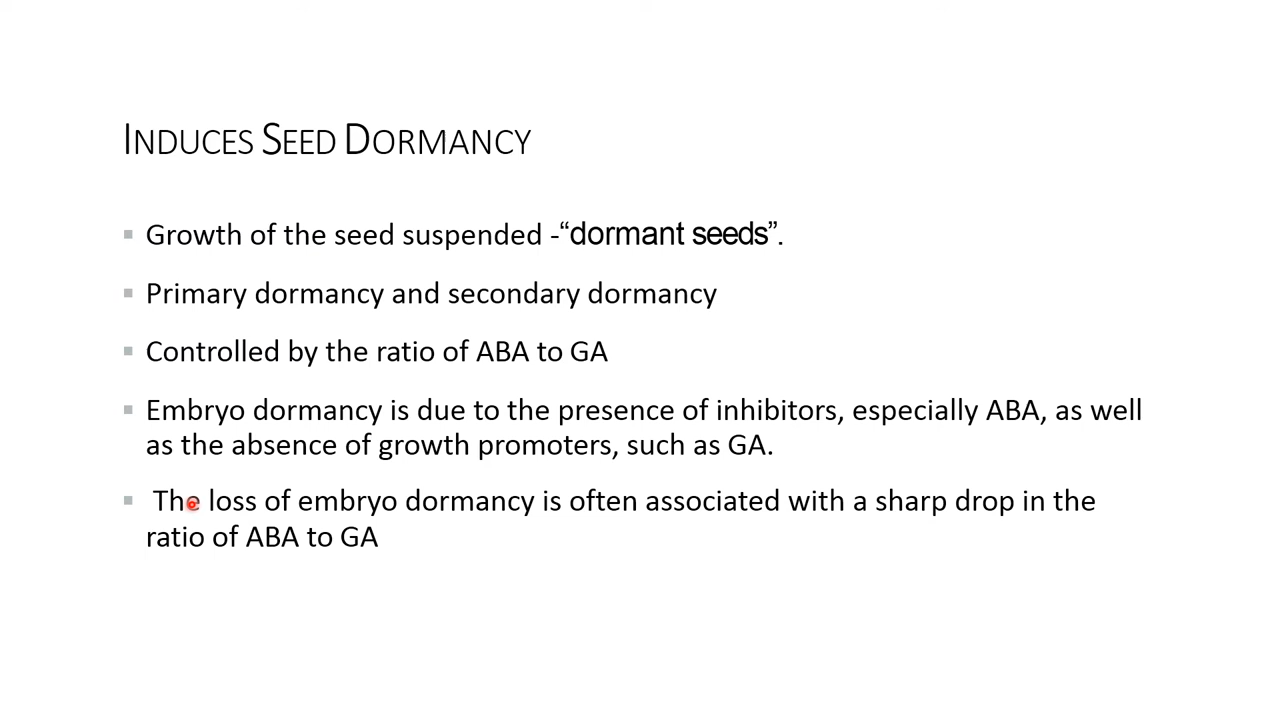 INDUCES SEED DORMANCY
Growth of the seed suspended -“dormant seeds”.
Primary dormancy and secondary dormancy
Controlled by the ratio of ABA to GA
Embryo dormancy is due to the presence of inhibitors, especially ABA, as well
as the absence of growth promoters, such as GA.
The loss of embryo dormancy is often associated with a sharp drop in the
ratio of ABA to GA